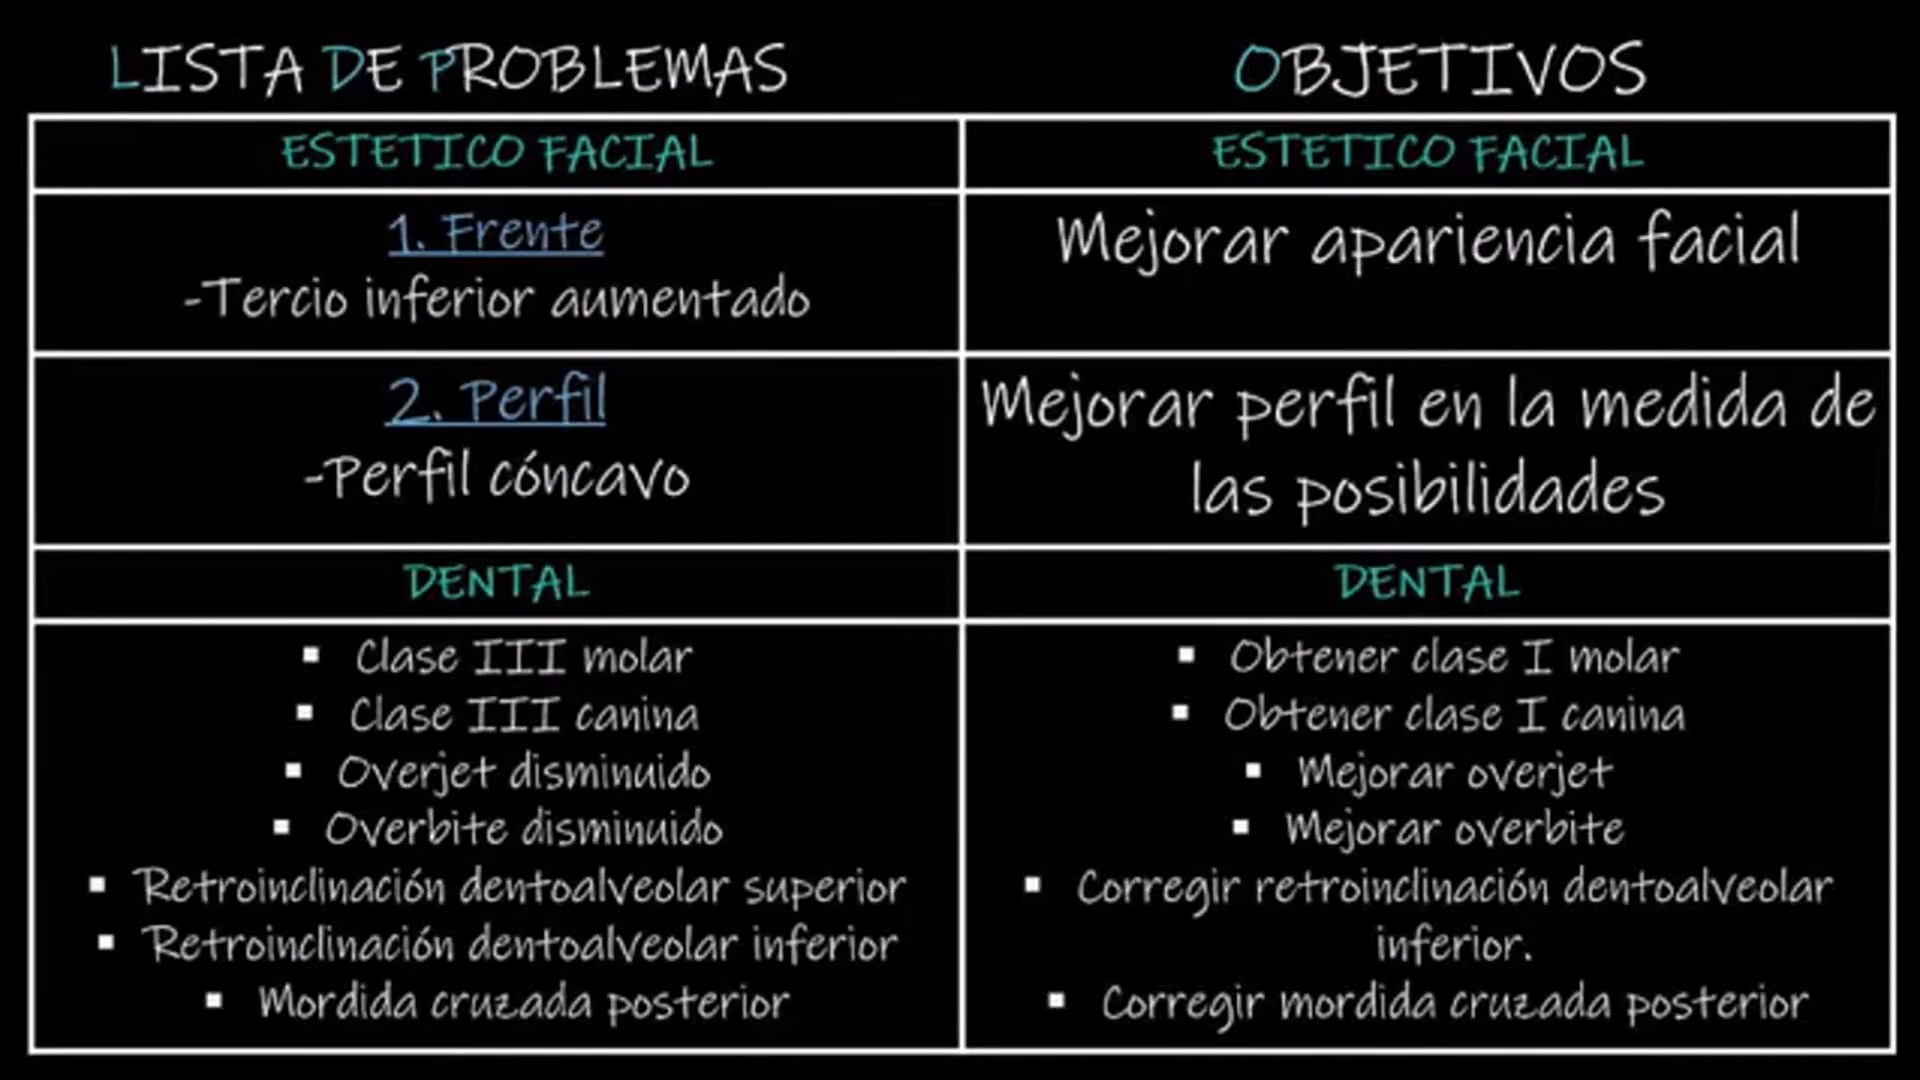 LISTA DE PROBLEMAS
OBJETIVOS
ESTETICO FACIAL
ESTETICO FACIAL
1. Frente
-Tercio inferior aumentado
Mejorar apariencia facial
2. Perfil
-Perfil cóncavo
Mejorar perfil en la medida de
las posibilidades
DENTAL
DENTAL
▪ Clase III molar
▪ Clase III canina
▪ Overjet disminuido
▪ Overbite disminuido
▪ Retroinclinación dentoalveolar superior
▪ Retroinclinación dentoalveolar inferior
▪ Mordida cruzada posterior
▪ Obtener clase I molar
▪ Obtener clase I canina
▪ Mejorar overjet
▪ Mejorar overbite
▪ Corregir retroinclinación dentoalveolar
inferior.
▪ Corregir mordida cruzada posterior